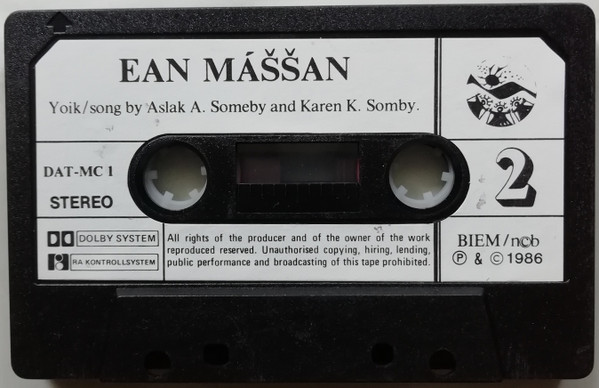 EAN MÁŠŠAN
Yoik/song by Aslak A. Someby and Karen K. Somby.
DAT-MC 1
STEREO
2
DOLBY SYSTEM
RA KONTROLLSYSTEM
All rights of the producer and of the owner of the work
reproduced reserved. Unauthorised copying, hiring, lending,
public performance and broadcasting of this tape prohibited.
BIEM/ncb
Ⓟ & © 1986